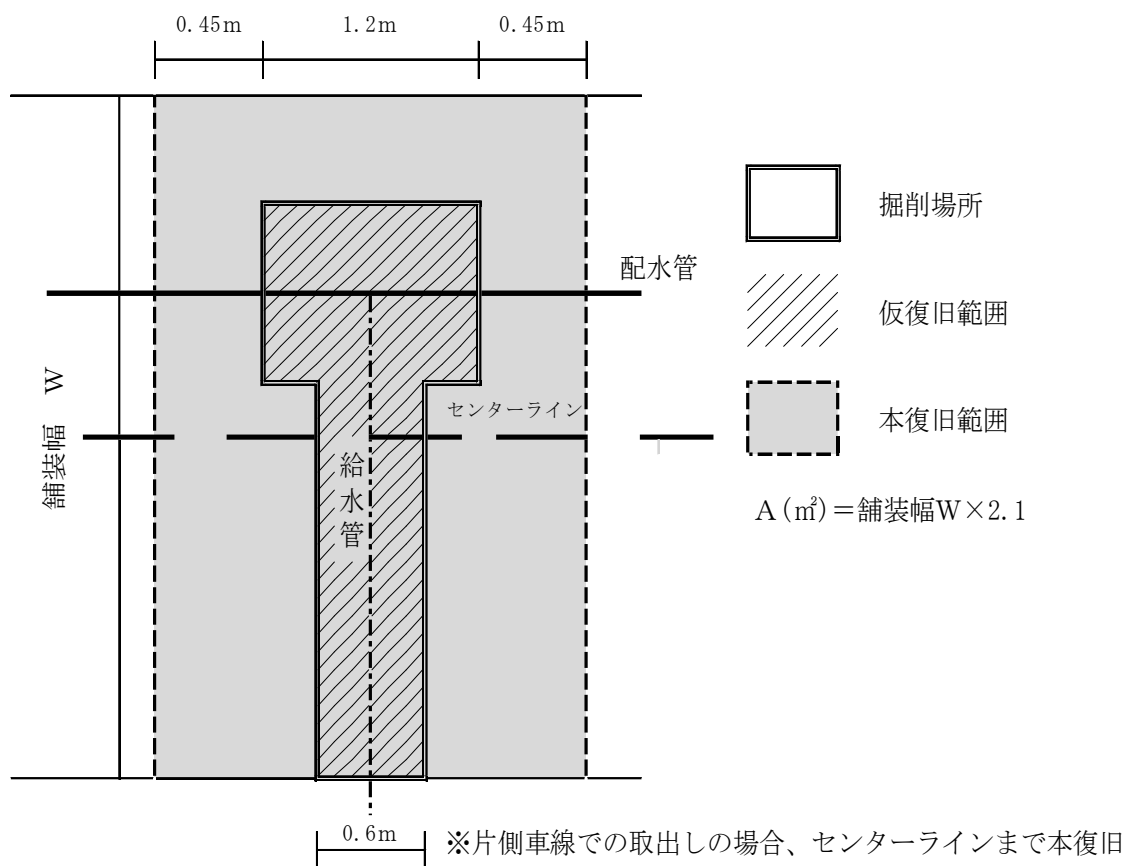 0.45m
1.2m
0.45m
掘削場所
配水管
仮復旧範囲
舗装幅 W
センターライン
本復旧範囲
給水管
A(㎡)＝舗装幅W×2.1
0.6m
※片側車線での取出しの場合、センターラインまで本復旧